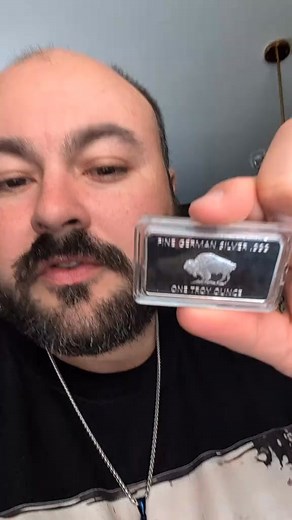 FINE GERMAN SILVER .999
ONE TROY OUNCE